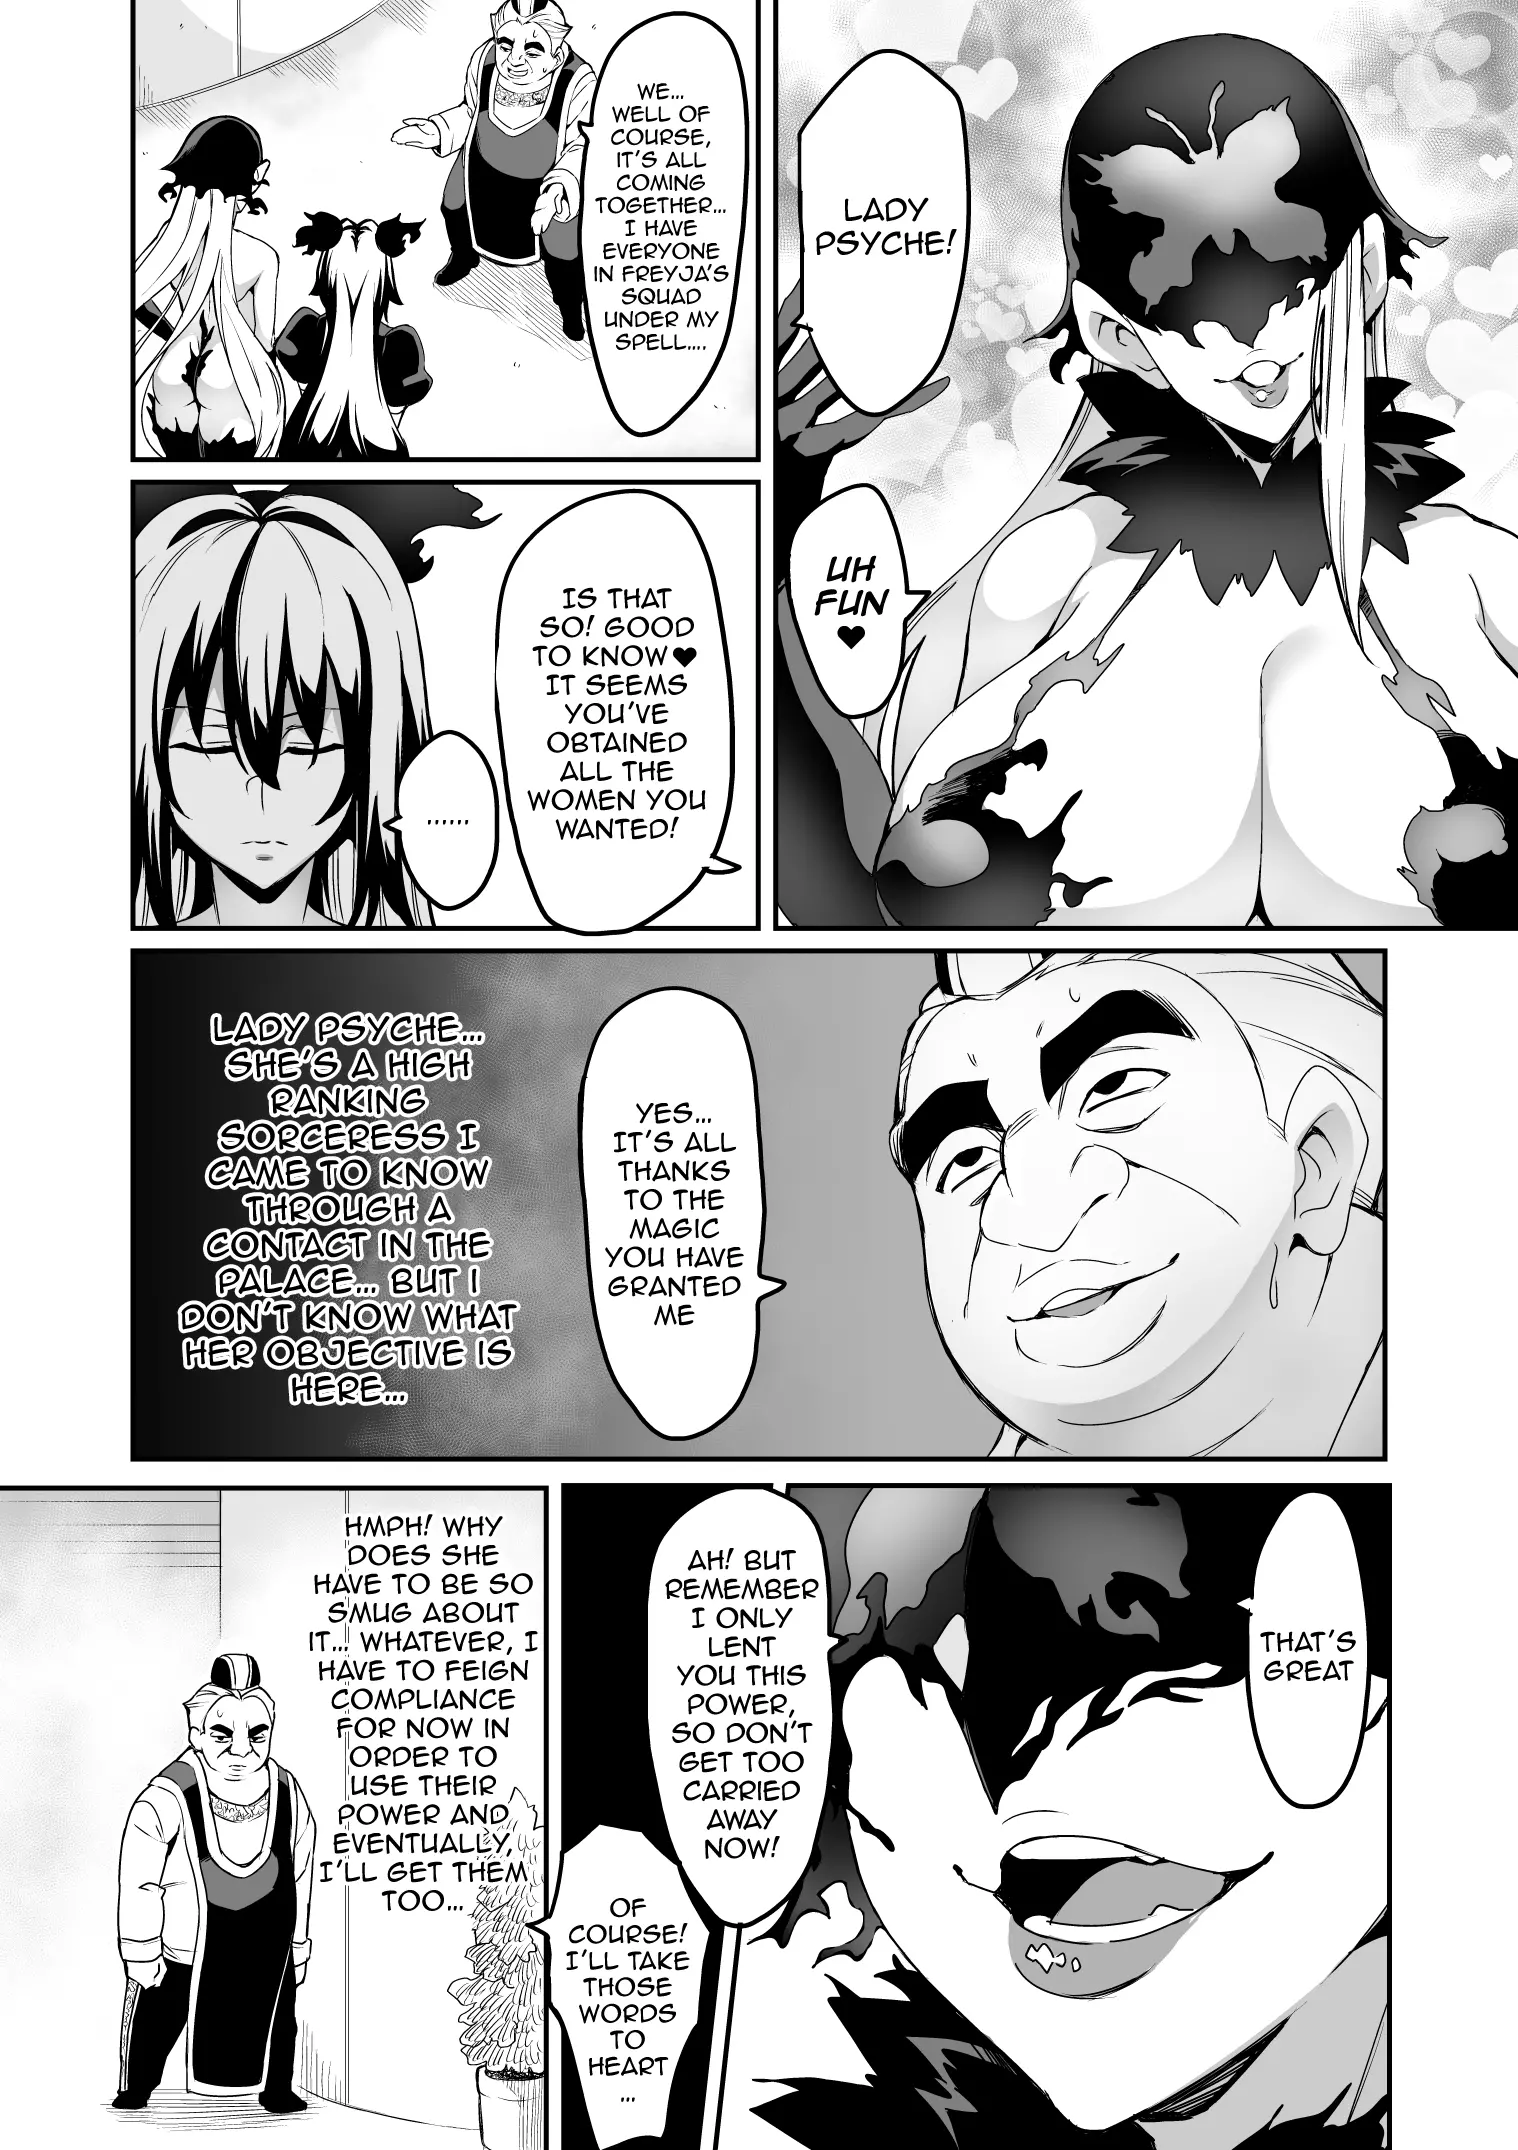 LADY
PSYCHE!
UH
FUN
♥
WE...
WELL OF
COURSE,
IT'S ALL
COMING
TOGETHER...
I HAVE
EVERYONE
IN FREYJA'S
SQUAD
UNDER MY
SPELL....
IS THAT
SO! GOOD
TO KNOW♥
IT SEEMS
YOU'VE
OBTAINED
ALL THE
WOMEN YOU
WANTED!
......
YES...
IT'S ALL
THANKS
TO THE
MAGIC
YOU HAVE
GRANTED
ME
LADY PSYCHE...
SHE'S A HIGH
RANKING
SORCERESS I
CAME TO KNOW
THROUGH A
CONTACT IN THE
PALACE... BUT I
DON'T KNOW WHAT
HER OBJECTIVE IS
HERE...
THAT'S
GREAT
AH! BUT
REMEMBER
I ONLY
LENT
YOU THIS
POWER,
SO DON'T
GET TOO
CARRIED
AWAY
NOW!
OF
COURSE!
I'LL TAKE
THOSE
WORDS
TO
HEART
...
HMPH! WHY
DOES SHE
HAVE TO BE SO
SMUG ABOUT
IT... WHATEVER, I
HAVE TO FEIGN
COMPLIANCE
FOR NOW IN
ORDER TO
USE THEIR
POWER AND
EVENTUALLY,
I'LL GET THEM
TOO...